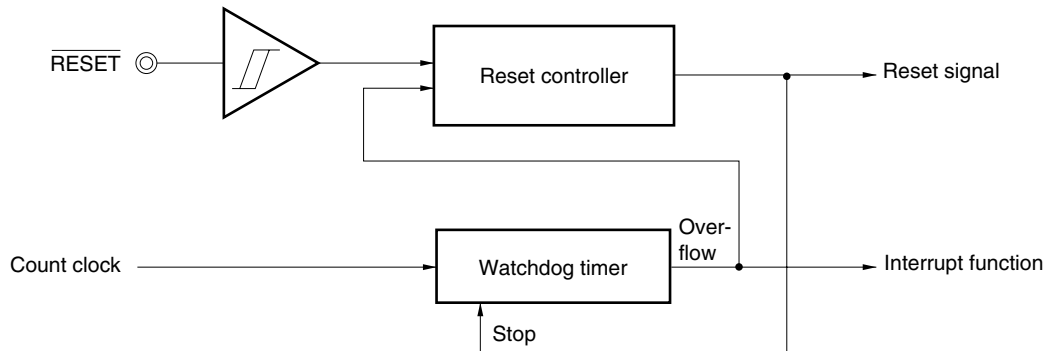 RESET
Reset controller
Reset signal
Over-
flow
Count clock
Watchdog timer
Interrupt function
Stop